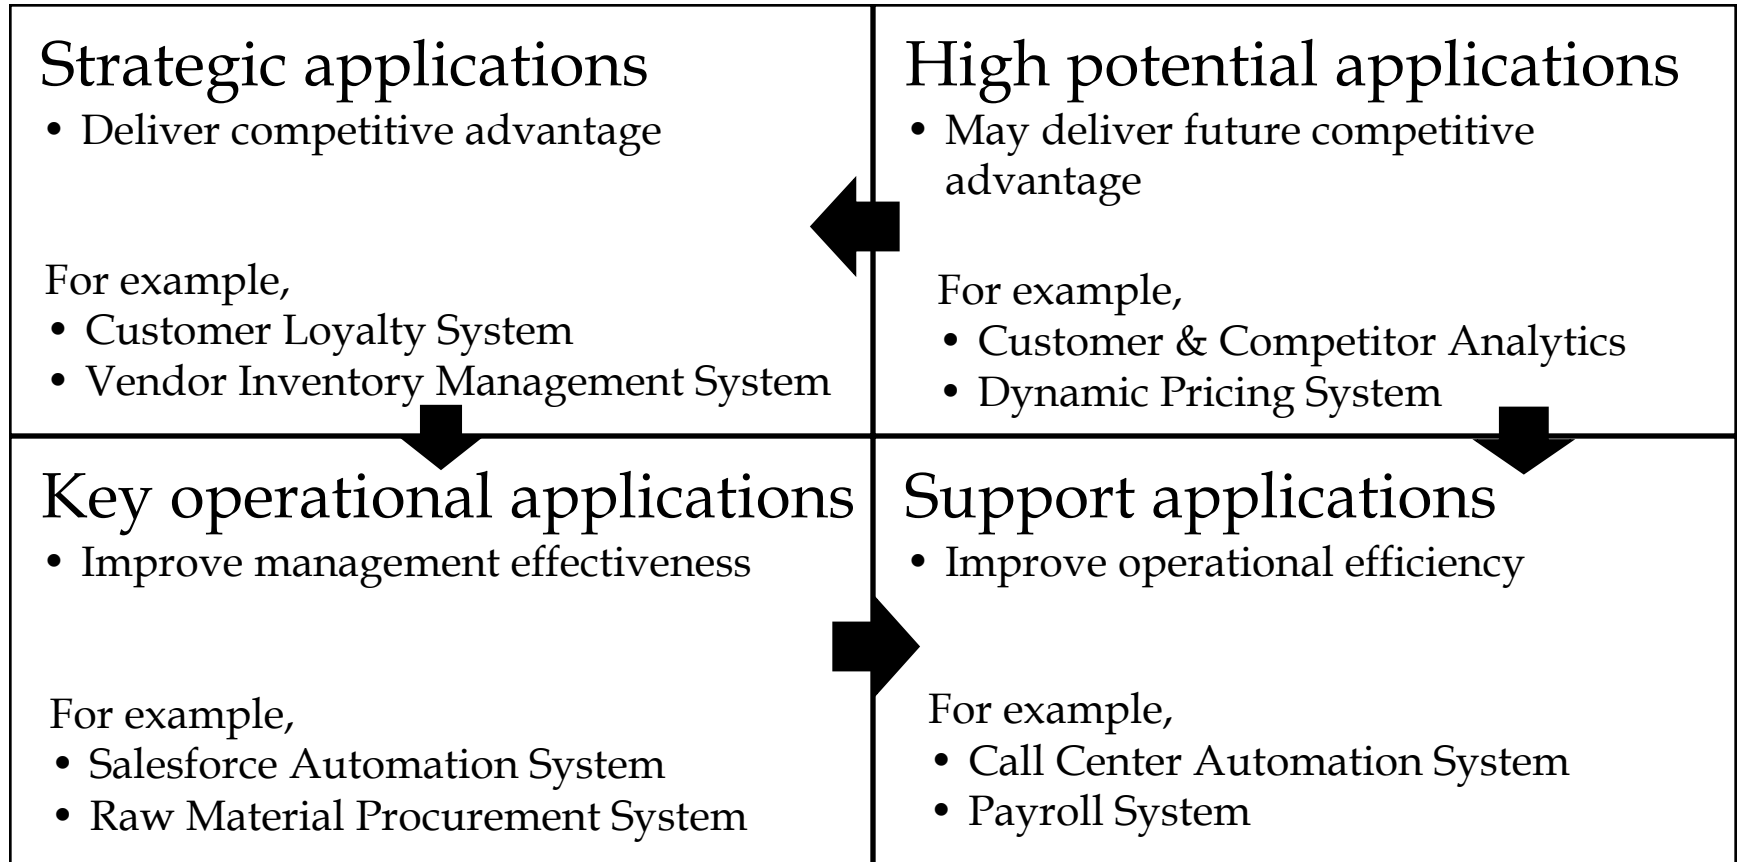 Strategic applications
• Deliver competitive advantage
For example,
• Customer Loyalty System
• Vendor Inventory Management System
High potential applications
• May deliver future competitive
advantage
For example,
• Customer & Competitor Analytics
• Dynamic Pricing System
Key operational applications
• Improve management effectiveness
For example,
• Salesforce Automation System
• Raw Material Procurement System
Support applications
• Improve operational efficiency
For example,
• Call Center Automation System
• Payroll System